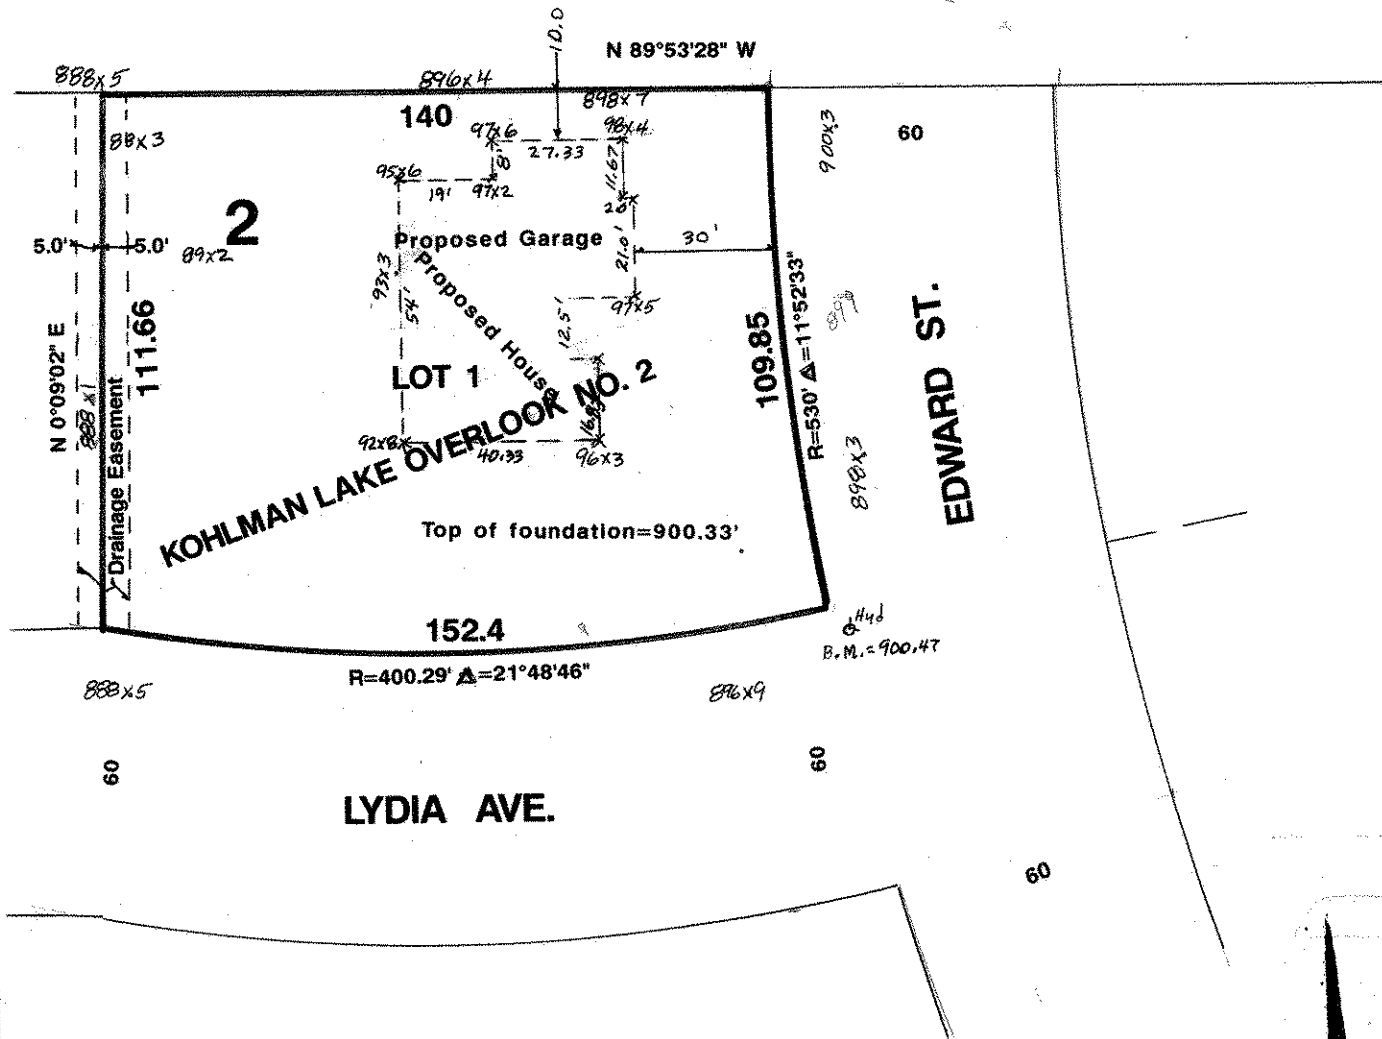 10.0
N 89°53'28" W
888x5
896x4
898x7
140
88x3
97x6
98x4
27.33
8'
11.67
900x3
60
95x6
19'
97x2
2
20'
5.0'
5.0'
89x2
Proposed Garage
21.0'
30'
93x3
54'
Proposed House
97x5
12.5'
N 0°09'02" E
111.66
888x1
Drainage Easement
LOT 1
109.85
R=530' Δ=11°52'33"
899
EDWARD ST.
898x3
KOHLMAN LAKE OVERLOOK NO. 2
92x8
40.33
96x3
Top of foundation=900.33'
152.4
R=400.29' Δ=21°48'46"
Hyd
B.M.=900.47
888x5
896x9
60
60
LYDIA AVE.
60